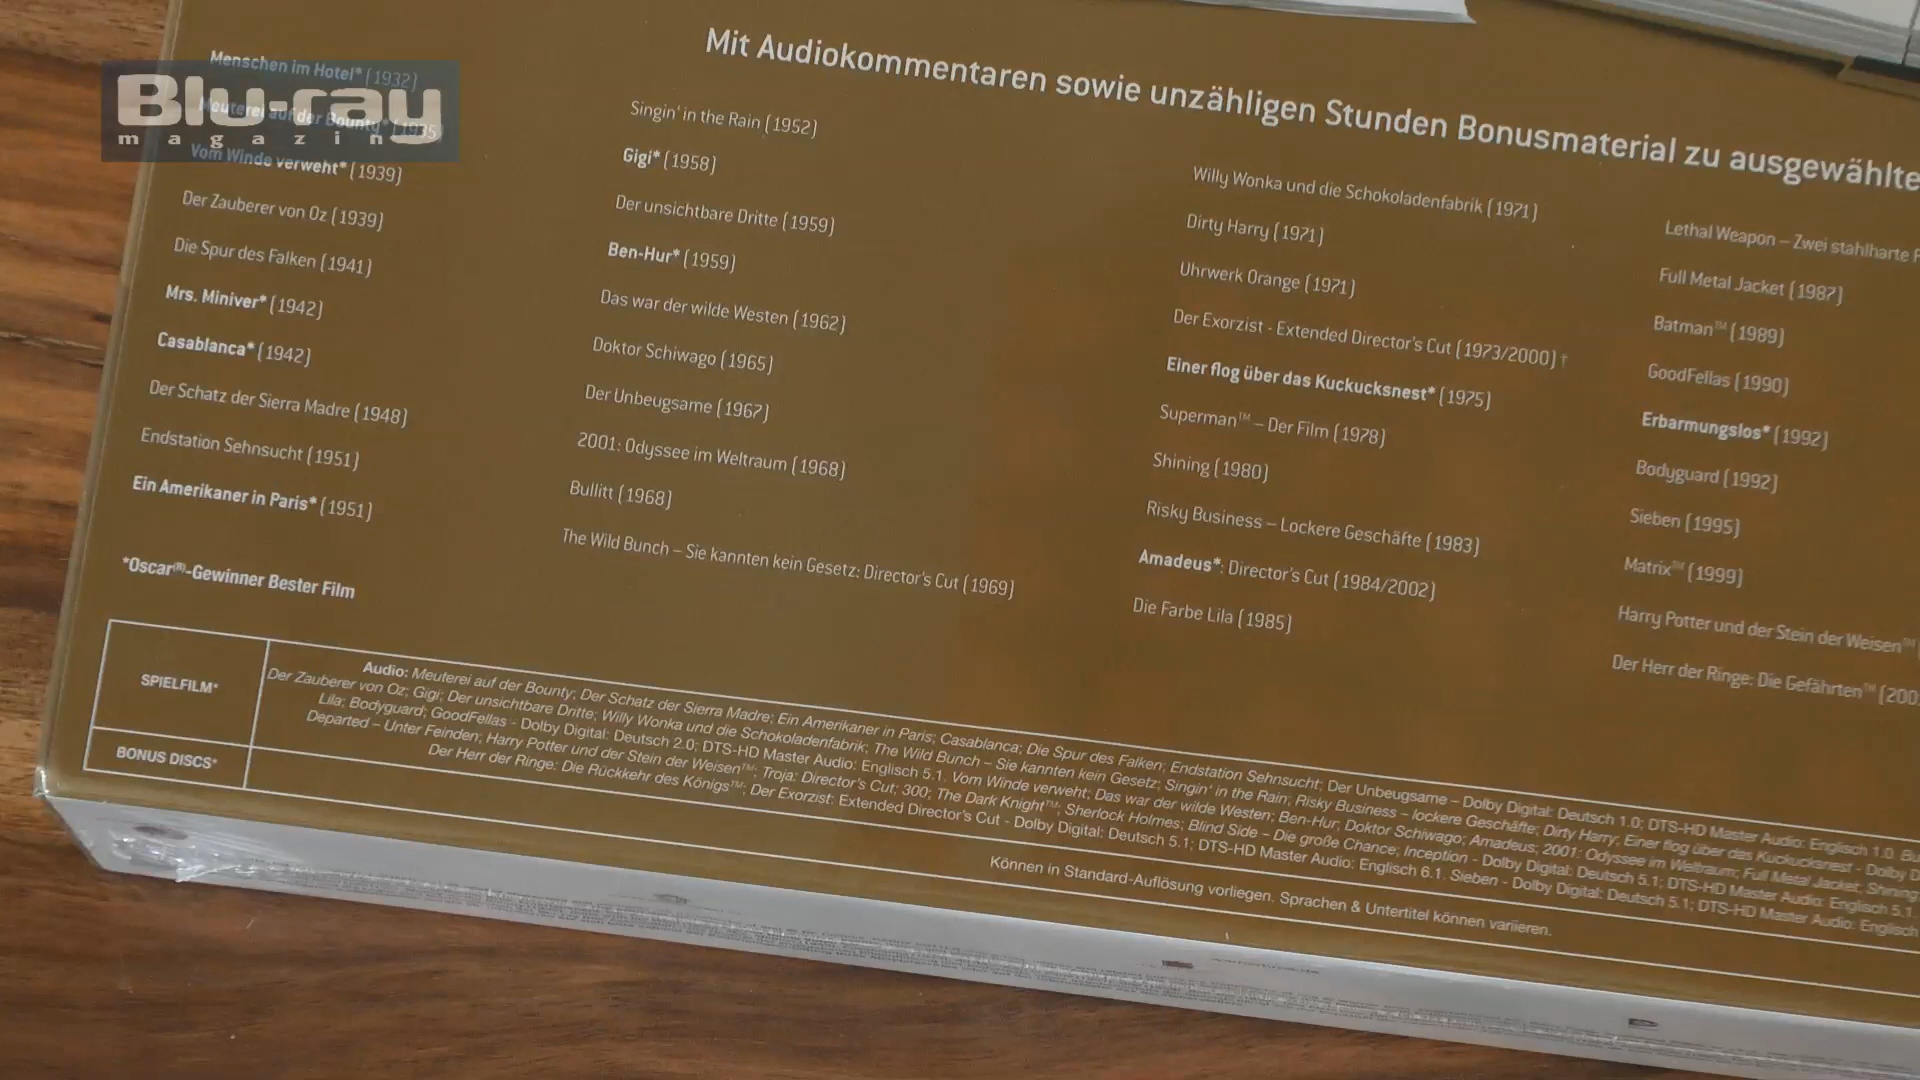 Blu-ray
magazin
Mit Audiokommentaren sowie unzähligen Stunden Bonusmaterial zu ausgewählte
Menschen im Hotel* (1932)
Meuterei auf der Bounty* (1935)
Vom Winde verweht* (1939)
Der Zauberer von Oz (1939)
Die Spur des Falken (1941)
Mrs. Miniver* (1942)
Casablanca* (1942)
Der Schatz der Sierra Madre (1948)
Endstation Sehnsucht (1951)
Ein Amerikaner in Paris* (1951)
*Oscar(R)-Gewinner Bester Film
Singin' in the Rain (1952)
Gigi* (1958)
Der unsichtbare Dritte (1959)
Ben-Hur* (1959)
Das war der wilde Westen (1962)
Doktor Schiwago (1965)
Der Unbeugsame (1967)
2001: Odyssee im Weltraum (1968)
Bullitt (1968)
The Wild Bunch – Sie kannten kein Gesetz: Director's Cut (1969)
Willy Wonka und die Schokoladenfabrik (1971)
Dirty Harry (1971)
Uhrwerk Orange (1971)
Der Exorzist - Extended Director's Cut (1973/2000) †
Einer flog über das Kuckucksnest* (1975)
Superman™ – Der Film (1978)
Shining (1980)
Risky Business – Lockere Geschäfte (1983)
Amadeus*: Director's Cut (1984/2002)
Die Farbe Lila (1985)
Lethal Weapon – Zwei stahlharte
Full Metal Jacket (1987)
Batman™ (1989)
GoodFellas (1990)
Erbarmungslos* (1992)
Bodyguard (1992)
Sieben (1995)
Matrix™ (1999)
Harry Potter und der Stein der Weisen™
Der Herr der Ringe: Die Gefährten™ (200
SPIELFILM*
Audio: Meuterei auf der Bounty; Der Schatz der Sierra Madre; Ein Amerikaner in Paris; Casablanca; Die Spur des Falken; Endstation Sehnsucht; Der Unbeugsame – Dolby Digital: Deutsch 1.0; DTS-HD Master Audio: Englisch 1.0. Bu
Der Zauberer von Oz; Gigi; Der unsichtbare Dritte; Willy Wonka und die Schokoladenfabrik; The Wild Bunch – Sie kannten kein Gesetz; Singin' in the Rain; Risky Business – lockere Geschäfte; Dirty Harry; Einer flog über das Kuckucksnest - Dolby D
Lila; Bodyguard; GoodFellas - Dolby Digital: Deutsch 2.0; DTS-HD Master Audio: Englisch 5.1. Vom Winde verweht; Das war der wilde Westen; Ben-Hur; Doktor Schiwago; Amadeus; 2001: Odyssee im Weltraum; Full Metal Jacket; Shining
Departed – Unter Feinden; Harry Potter und der Stein der Weisen™; Troja: Director's Cut; 300; The Dark Knight™; Sherlock Holmes; Blind Side – Die große Chance; Inception - Dolby Digital: Deutsch 5.1; DTS-HD Master Audio: Englisch 5.1.
Der Herr der Ringe: Die Rückkehr des Königs™; Der Exorzist: Extended Director's Cut - Dolby Digital: Deutsch 5.1; DTS-HD Master Audio: Englisch 6.1. Sieben - Dolby Digital: Deutsch 5.1; DTS-HD Master Audio: Englisch
BONUS DISCS*
Können in Standard-Auflösung vorliegen. Sprachen & Untertitel können variieren.